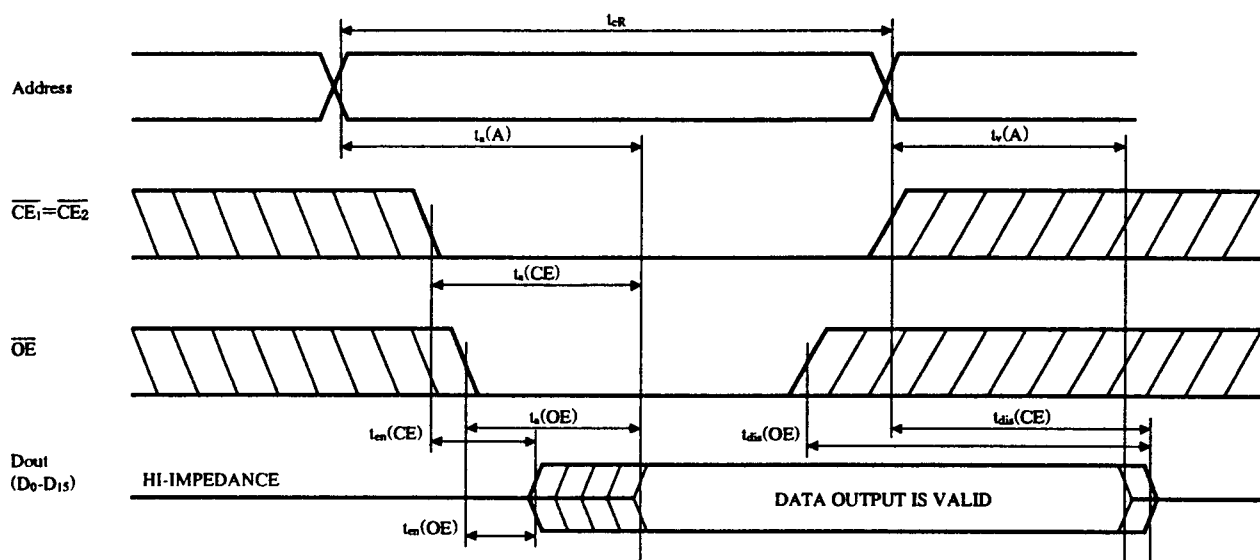 tcR
Address
ta(A)
tv(A)
CE1=CE2
ta(CE)
OE
ten(CE)
ta(OE)
tdis(OE)
tdis(CE)
Dout
(D0-D15)
HI-IMPEDANCE
DATA OUTPUT IS VALID
ten(OE)